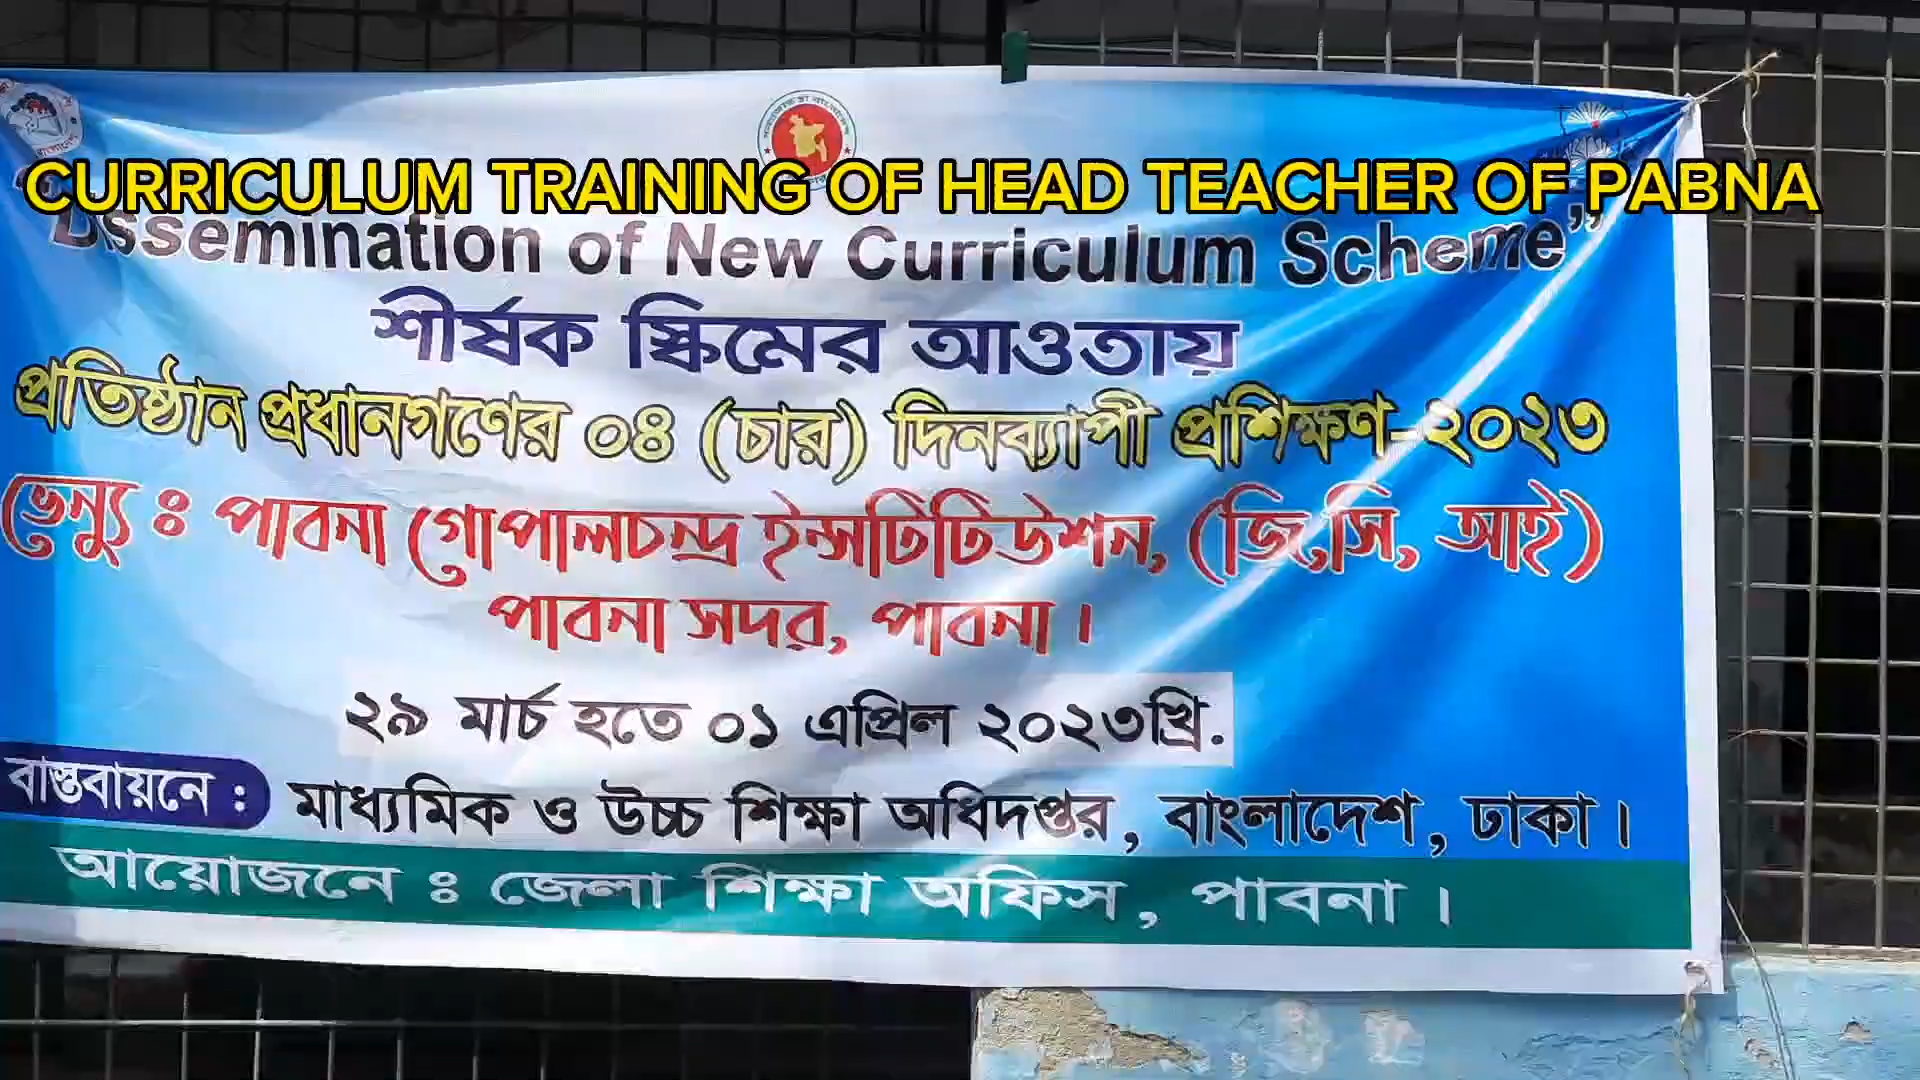 CURRICULUM TRAINING OF HEAD TEACHER OF PABNA
Dissemination of New Curriculum Scheme”
শীর্ষক স্কিমের আওতায়
প্রতিষ্ঠান প্রধানগণের ০৪ (চার) দিনব্যাপী প্রশিক্ষণ-২০২৩
ভেন্যু ঃ পাবনা গোপালচন্দ্র ইন্সটিটিউশন, (জি,সি, আই)
পাবনা সদর, পাবনা ।
২৯ মার্চ হতে ০১ এপ্রিল ২০২৩খ্রি.
বাস্তবায়নে : মাধ্যমিক ও উচ্চ শিক্ষা অধিদপ্তর, বাংলাদেশ, ঢাকা ।
আয়োজনে ঃ জেলা শিক্ষা অফিস, পাবনা ।